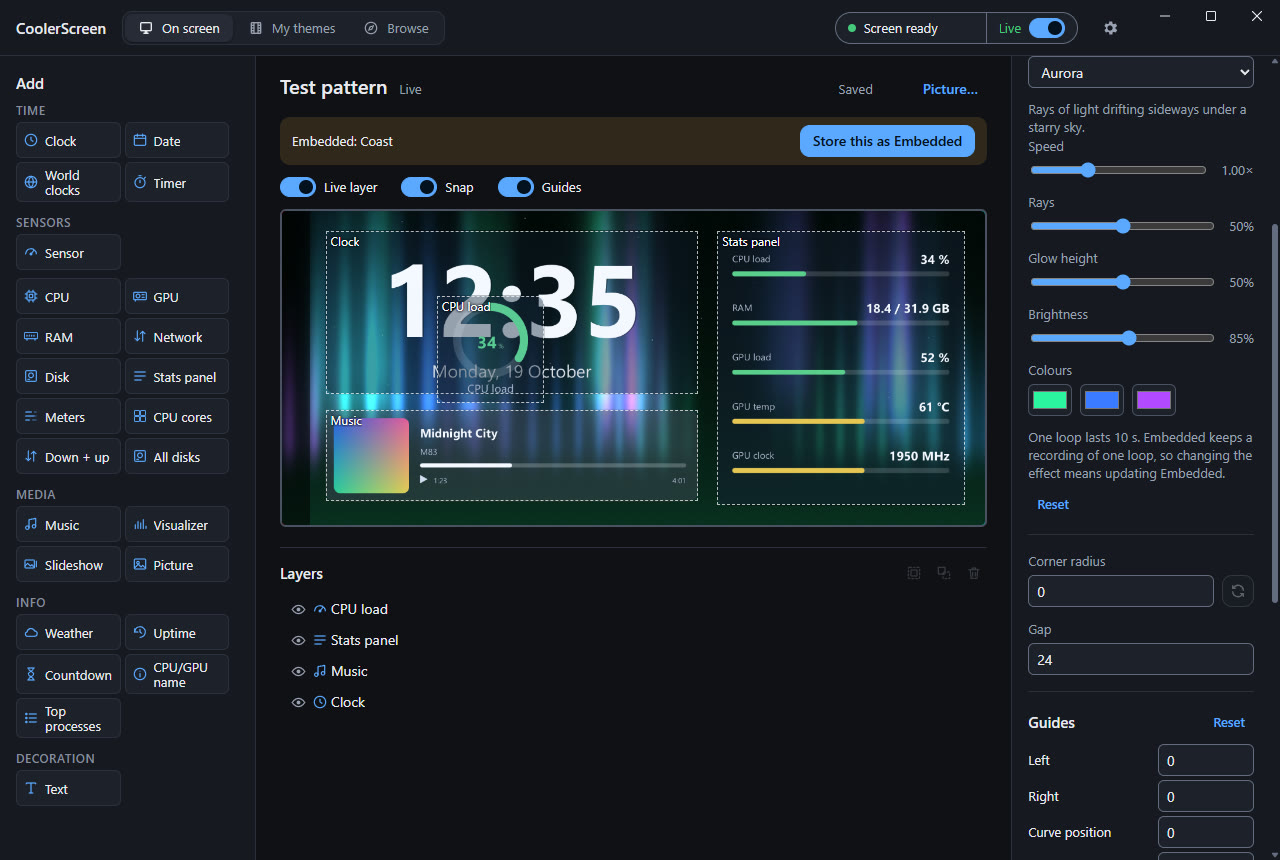 CoolerScreen
On screen
My themes
Browse
Screen ready
Live
Add
TIME
Clock
Date
World clocks
Timer
SENSORS
Sensor
CPU
GPU
RAM
Network
Disk
Stats panel
Meters
CPU cores
Down + up
All disks
MEDIA
Music
Visualizer
Slideshow
Picture
INFO
Weather
Uptime
Countdown
CPU/GPU name
Top processes
DECORATION
Text
Test pattern
Live
Saved
Picture...
Embedded: Coast
Store this as Embedded
Live layer
Snap
Guides
Clock
12:35
CPU load
34 %
Monday, 19 October
CPU load
Music
Midnight City
M83
1:23
4:01
Stats panel
CPU load
34 %
RAM
18.4 / 31.9 GB
GPU load
52 %
GPU temp
61 °C
GPU clock
1950 MHz
Layers
CPU load
Stats panel
Music
Clock
Aurora
Rays of light drifting sideways under a
starry sky.
Speed
1.00×
Rays
50%
Glow height
50%
Brightness
85%
Colours
One loop lasts 10 s. Embedded keeps a
recording of one loop, so changing the
effect means updating Embedded.
Reset
Corner radius
0
Gap
24
Guides
Reset
Left
0
Right
0
Curve position
0